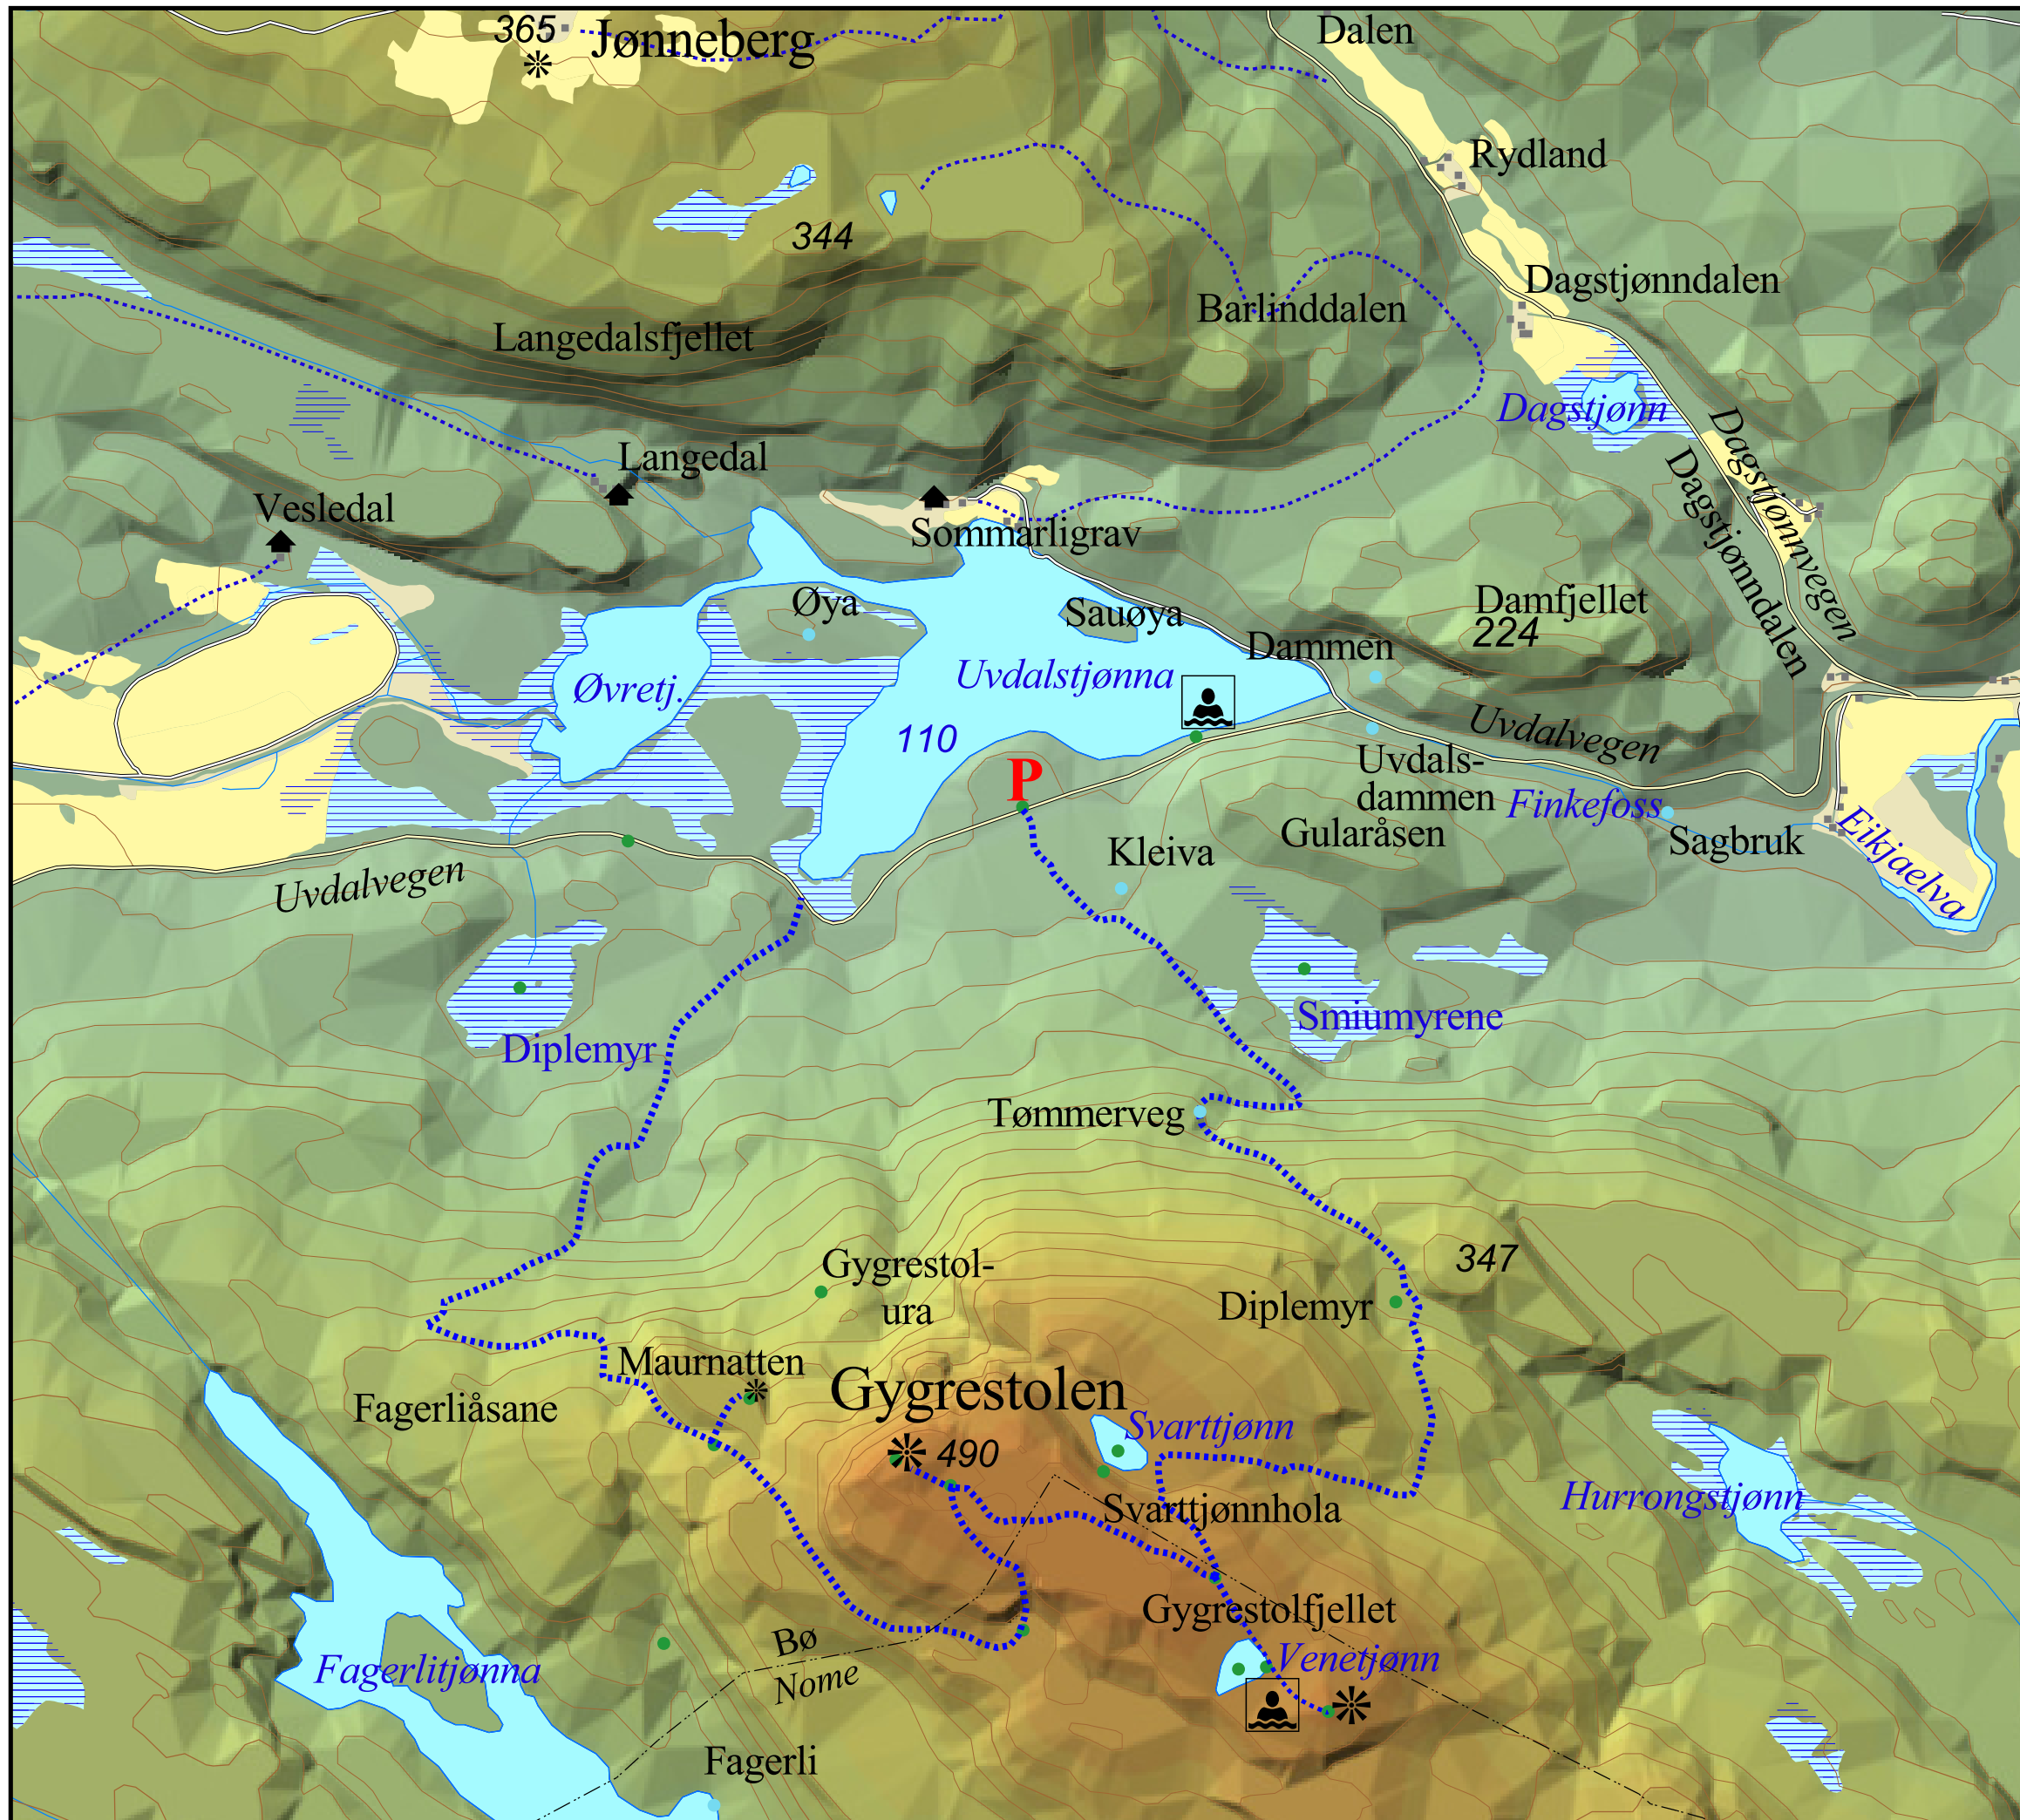 365
Jønneberg
Dalen
Rydland
344
Dagstjønndalen
Barlinddalen
Langedalsfjellet
Dagstjønn
Dagstjønnvegen
Dagstjønndalen
Langedal
Vesledal
Sommarligrav
Øya
Sauøya
Damfjellet
224
Dammen
Uvdalstjønna
Øvretj.
110
Uvdalvegen
P
Uvdals-
dammen
Finkefoss
Gularåsen
Sagbruk
Eikjaelva
Kleiva
Uvdalvegen
Smiumyrene
Diplemyr
Tømmerveg
347
Gygrestol-
ura
Diplemyr
Maurnatten
Gygrestolen
Fagerliåsane
Svarttjønn
490
Hurrongstjønn
Svarttjønnhola
Gygrestolfjellet
Bø
Nome
Venetjønn
Fagerlitjønna
Fagerli